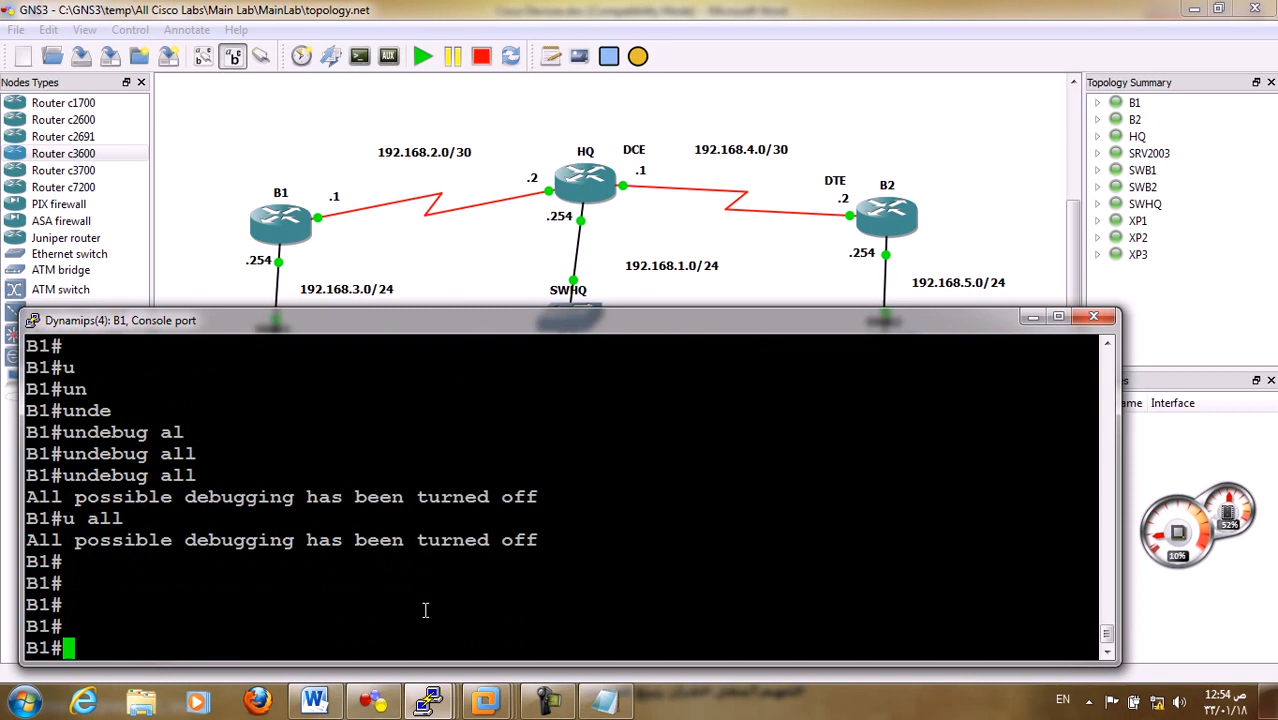 GNS3 - C:\GNS3\temp\All Cisco Labs\Main Lab\MainLab\topology.net
File Edit View Control Annotate Help
Nodes Types
Router c1700
Router c2600
Router c2691
Router c3600
Router c3700
Router c7200
PIX firewall
ASA firewall
Juniper router
Ethernet switch
ATM bridge
ATM switch
192.168.2.0/30
HQ
DCE
192.168.4.0/30
.1
.2
DTE
B2
B1
.1
.2
.254
.254
.254
192.168.1.0/24
192.168.3.0/24
SWHQ
192.168.5.0/24
Topology Summary
B1
B2
HQ
SRV2003
SWB1
SWB2
SWHQ
XP1
XP2
XP3
Interface
Dynamips(4): B1, Console port
B1#
B1#u
B1#un
B1#unde
B1#undebug al
B1#undebug all
B1#undebug all
All possible debugging has been turned off
B1#u all
All possible debugging has been turned off
B1#
B1#
B1#
B1#
B1#
52%
10%
EN
12:54 ص
٣٣/٠١/١٨